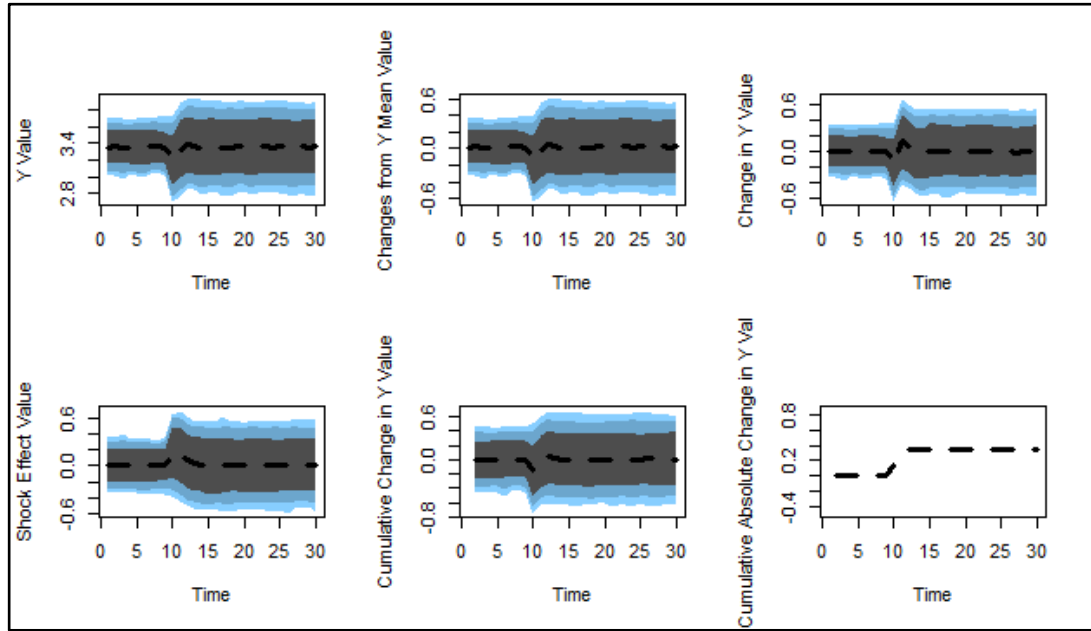 Y Value
2.8 3.4
0 5 10 15 20 25 30
Time
Changes from Y Mean Value
-0.6 0.0 0.6
0 5 10 15 20 25 30
Time
Change in Y Value
-0.6 0.0 0.6
0 5 10 15 20 25 30
Time
Shock Effect Value
-0.6 0.0 0.6
0 5 10 15 20 25 30
Time
Cumulative Change in Y Value
-0.8 0.0 0.6
0 5 10 15 20 25 30
Time
Cumulative Absolute Change in Y Val
-0.4 0.2 0.8
0 5 10 15 20 25 30
Time